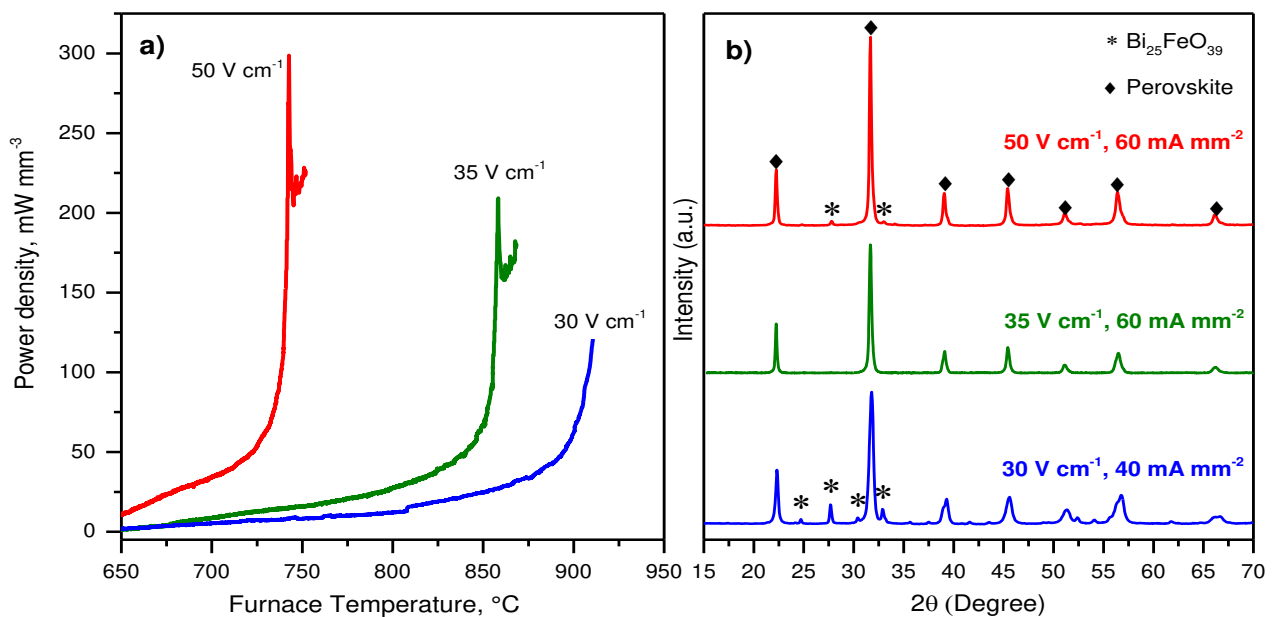 a)
50 V cm⁻¹
35 V cm⁻¹
30 V cm⁻¹
Power density, mW mm⁻³
300
250
200
150
100
50
0
650 700 750 800 850 900 950
Furnace Temperature, °C
b)
* Bi₂₅FeO₃₉
◆ Perovskite
50 V cm⁻¹, 60 mA mm⁻²
35 V cm⁻¹, 60 mA mm⁻²
30 V cm⁻¹, 40 mA mm⁻²
Intensity (a.u.)
15 20 25 30 35 40 45 50 55 60 65 70
2θ (Degree)